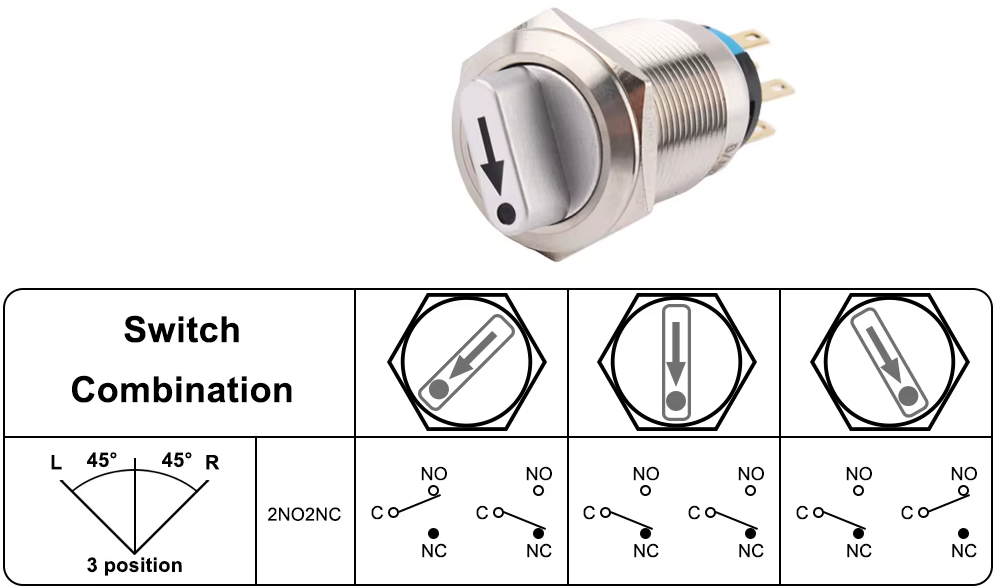 Switch
Combination
L 45° 45° R
3 position
2NO2NC
NO NO
C C
NC NC
NO NO
C C
NC NC
NO NO
C C
NC NC